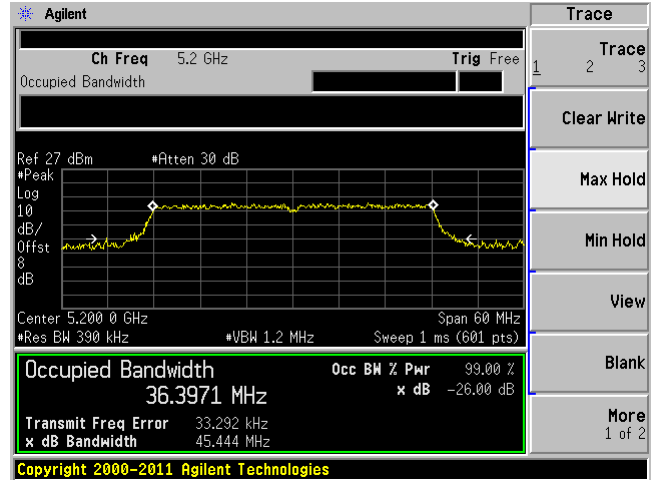 Agilent
Trace
Ch Freq 5.2 GHz Trig Free
Occupied Bandwidth
Trace
1 2 3
Clear Write
Max Hold
Min Hold
View
Blank
More
1 of 2
Ref 27 dBm #Atten 30 dB
#Peak
Log
10
dB/
Offst
8
dB
Center 5.200 0 GHz Span 60 MHz
#Res BW 390 kHz #VBW 1.2 MHz Sweep 1 ms (601 pts)
Occupied Bandwidth Occ BW % Pwr 99.00 %
36.3971 MHz x dB -26.00 dB
Transmit Freq Error 33.292 kHz
x dB Bandwidth 45.444 MHz
Copyright 2000-2011 Agilent Technologies